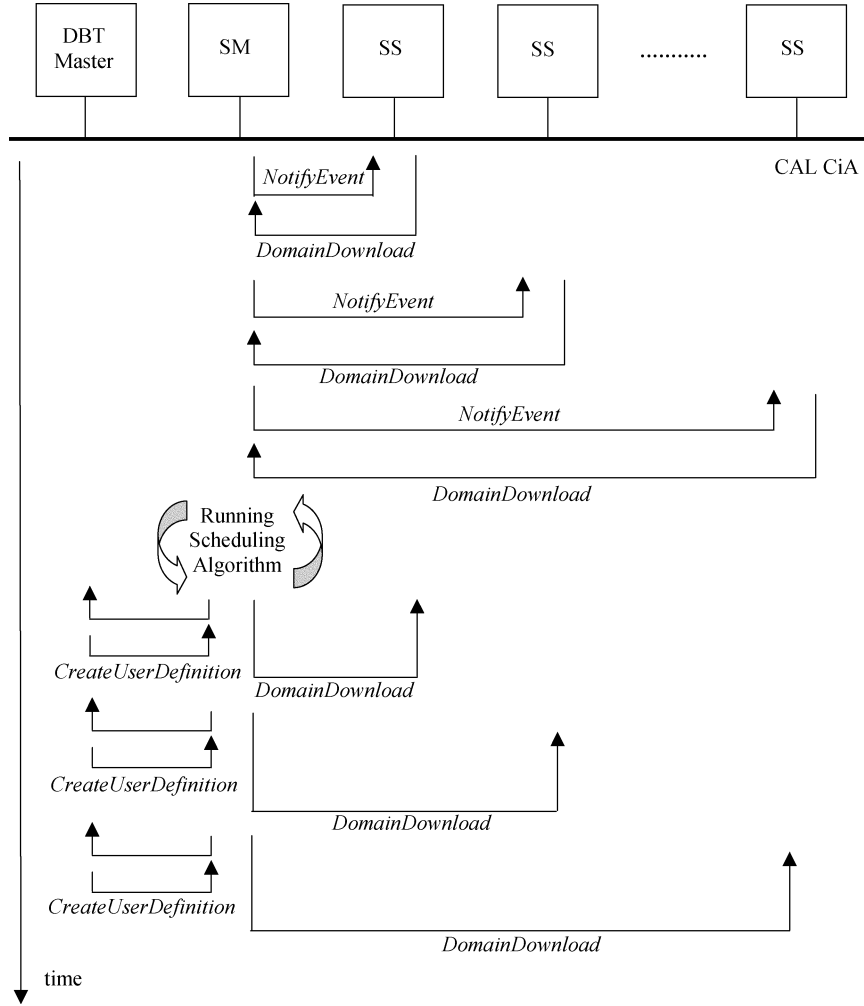 DBT
Master
SM
SS
SS
...........
SS
CAL CiA
NotifyEvent
DomainDownload
NotifyEvent
DomainDownload
NotifyEvent
DomainDownload
Running
Scheduling
Algorithm
CreateUserDefinition
DomainDownload
CreateUserDefinition
DomainDownload
CreateUserDefinition
DomainDownload
time